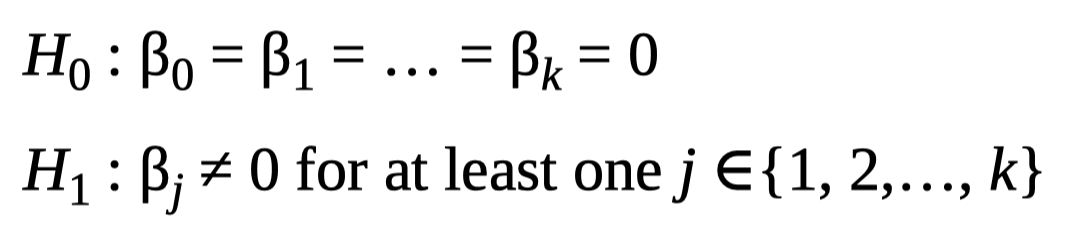 H₀ : β₀ = β₁ = … = βₖ = 0
H₁ : βⱼ ≠ 0 for at least one j ∈{1, 2,…, k}